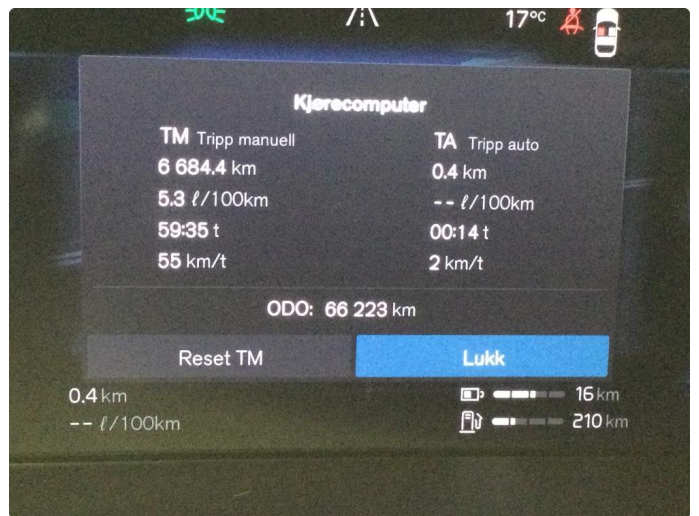 17°C
Kjørecomputer
TM Tripp manuell
6 684.4 km
5.3 ℓ/100km
59:35 t
55 km/t
TA Tripp auto
0.4 km
-- ℓ/100km
00:14 t
2 km/t
ODO: 66 223 km
Reset TM
Lukk
0.4 km
-- ℓ/100km
16 km
210 km